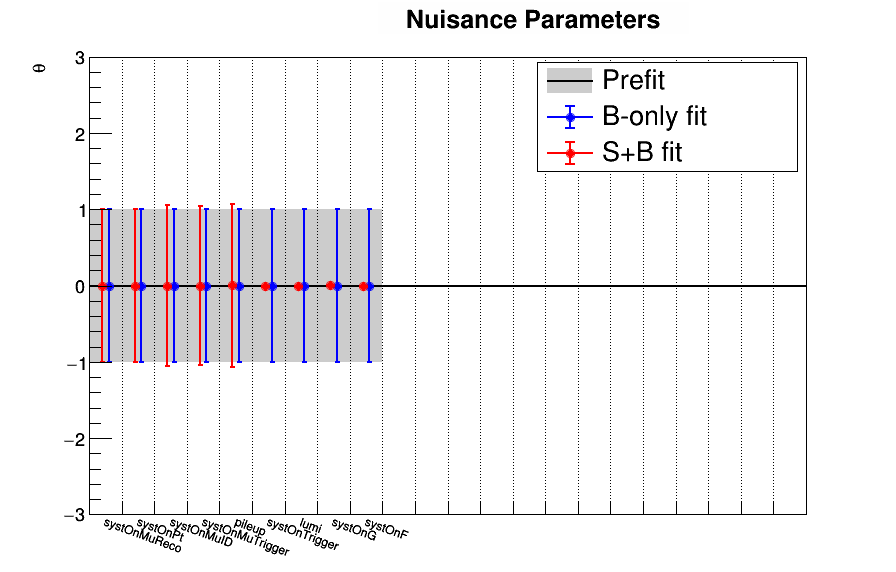 Nuisance Parameters
θ
3
2
1
0
−1
−2
−3
Prefit
B-only fit
S+B fit
systOnMuReco
systOnPt
systOnMuID
systOnMuTrigger
pileup
systOnTrigger
lumi
systOnG
systOnF